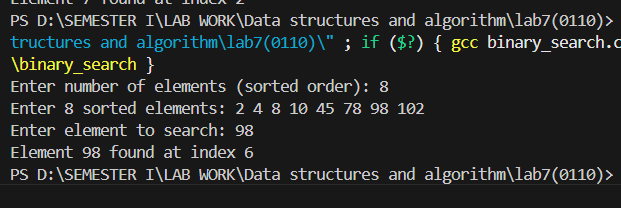 Element 7 found at index 2
PS D:\SEMESTER I\LAB WORK\Data structures and algorithm\lab7(0110)>
tructures and algorithm\lab7(0110)\" ; if ($?) { gcc binary_search.c
\binary_search }
Enter number of elements (sorted order): 8
Enter 8 sorted elements: 2 4 8 10 45 78 98 102
Enter element to search: 98
Element 98 found at index 6
PS D:\SEMESTER I\LAB WORK\Data structures and algorithm\lab7(0110)>